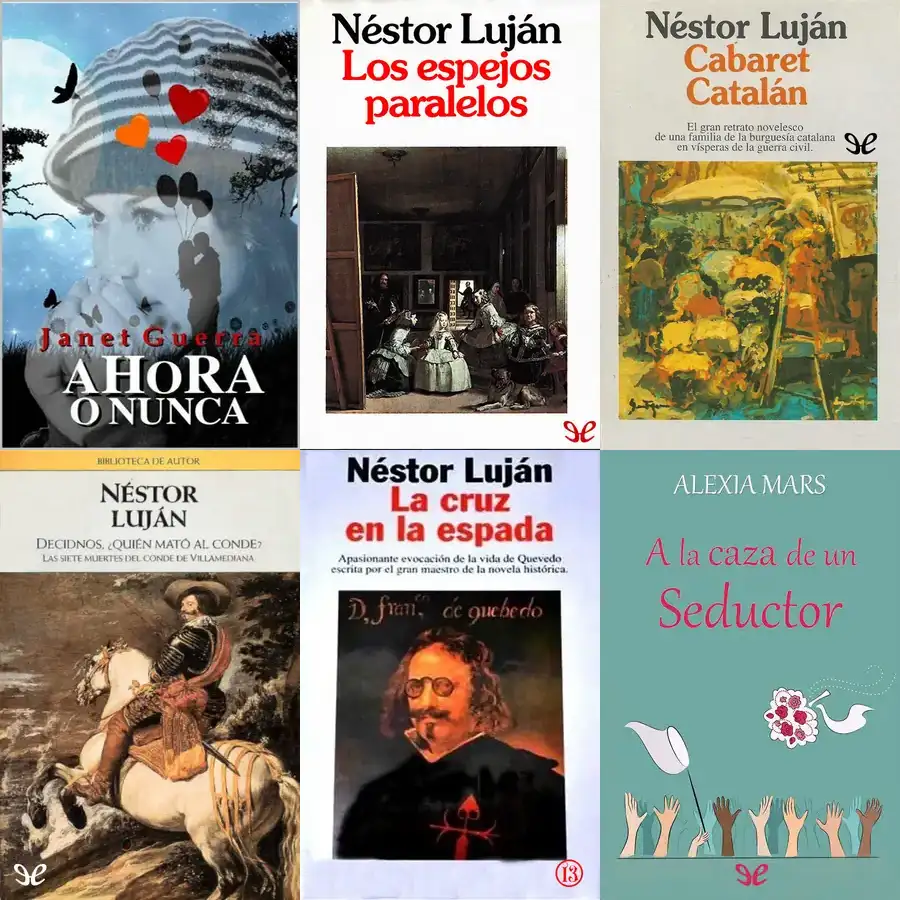 Janet Guerra
AHORA
O NUNCA
Néstor Luján
Los espejos
paralelos
Néstor Luján
Cabaret
Catalán
El gran retrato novelesco
de una familia de la burguesía catalana
en vísperas de la guerra civil.
BIBLIOTECA DE AUTOR
NÉSTOR
LUJÁN
DECIDNOS, ¿QUIÉN MATÓ AL CONDE?
LAS SIETE MUERTES DEL CONDE DE VILLAMEDIANA
Néstor Luján
La cruz
en la espada
Apasionante evocación de la vida de Quevedo
escrita por el gran maestro de la novela histórica.
D, fran.co de quebedo
13
ALEXIA MARS
A la caza de un
Seductor